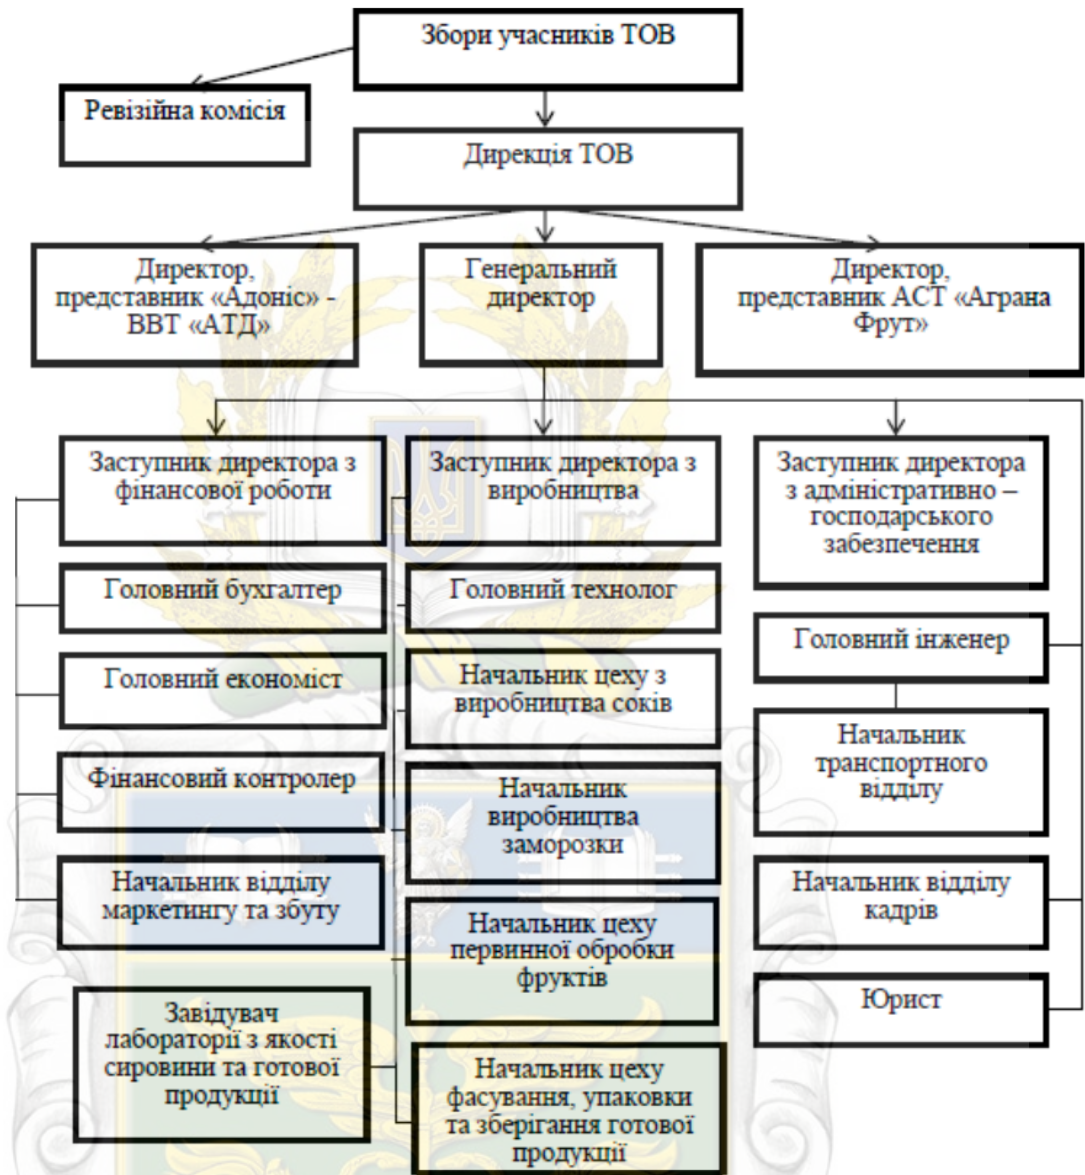 Збори учасників ТОВ
Ревізійна комісія
Дирекція ТОВ
Директор,
представник «Адоніс» -
ВВТ «АТД»
Генеральний
директор
Директор,
представник АСТ «Аграна
Фрут»
Заступник директора з
фінансової роботи
Заступник директора з
виробництва
Заступник директора
з адміністративно –
господарського
забезпечення
Головний бухгалтер
Головний технолог
Головний інженер
Головний економіст
Начальник цеху з
виробництва соків
Начальник
транспортного
відділу
Фінансовий контролер
Начальник
виробництва
заморозки
Начальник відділу
маркетингу та збуту
Начальник цеху
первинної обробки
фруктів
Начальник відділу
кадрів
Юрист
Завідувач
лабораторії з якості
сировини та готової
продукції
Начальник цеху
фасування, упаковки
та зберігання готової
продукції